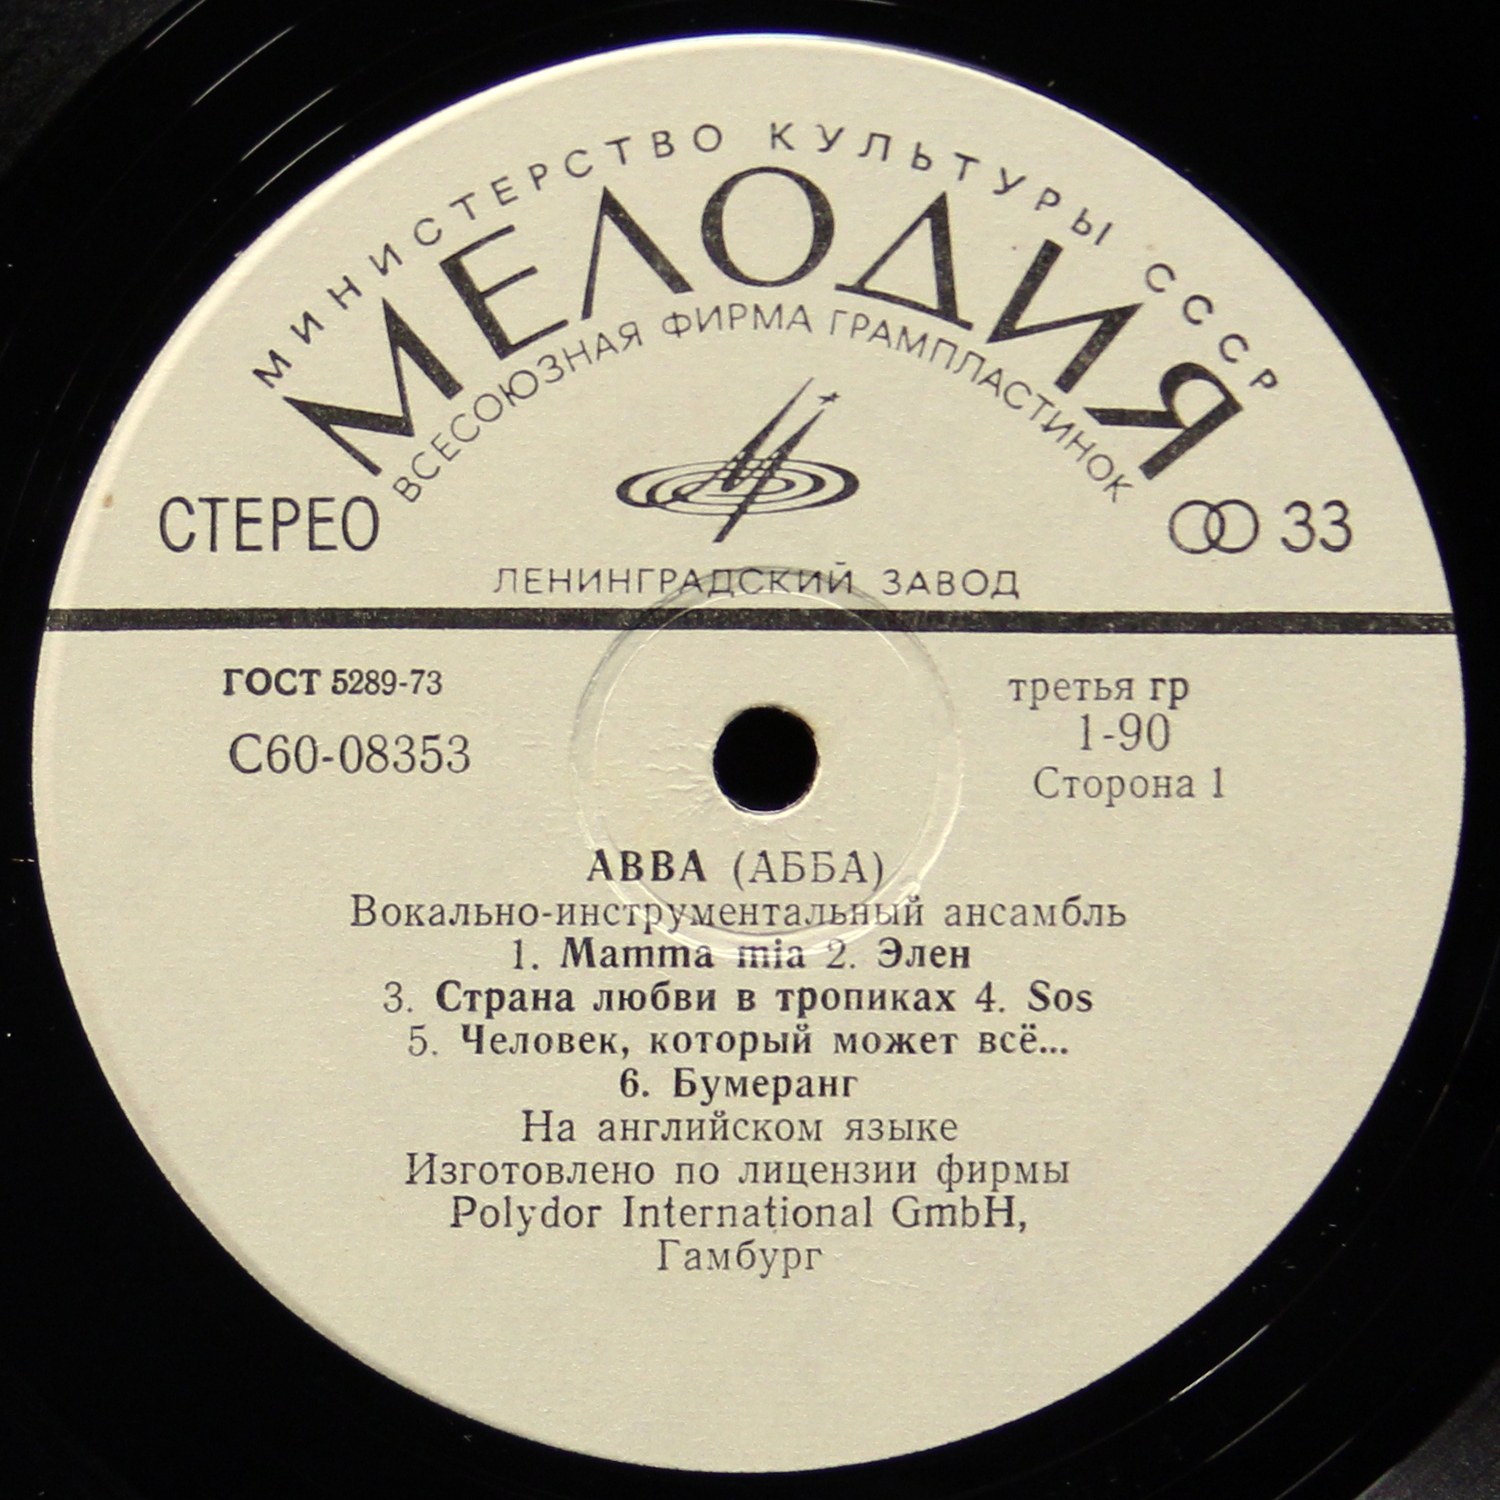 МИНИСТЕРСТВО КУЛЬТУРЫ СССР
МЕЛОДИЯ
ВСЕСОЮЗНАЯ ФИРМА ГРАМПЛАСТИНОК
СТЕРЕО
33
ЛЕНИНГРАДСКИЙ ЗАВОД
ГОСТ 5289-73
С60-08353
третья гр
1-90
Сторона 1
ABBA (АББА)
Вокально-инструментальный ансамбль
1. Mamma mia 2. Элен
3. Страна любви в тропиках 4. Sos
5. Человек, который может всё...
6. Бумеранг
На английском языке
Изготовлено по лицензии фирмы
Polydor International GmbH,
Гамбург